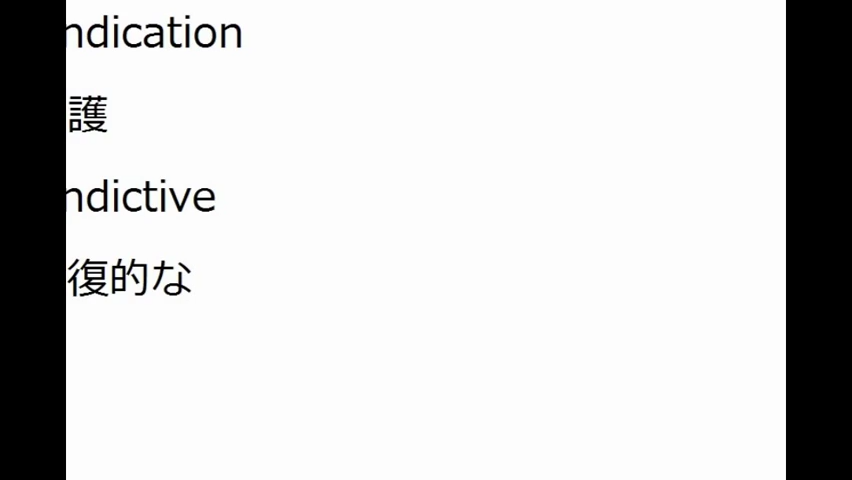 ndication
護
ndictive
復的な